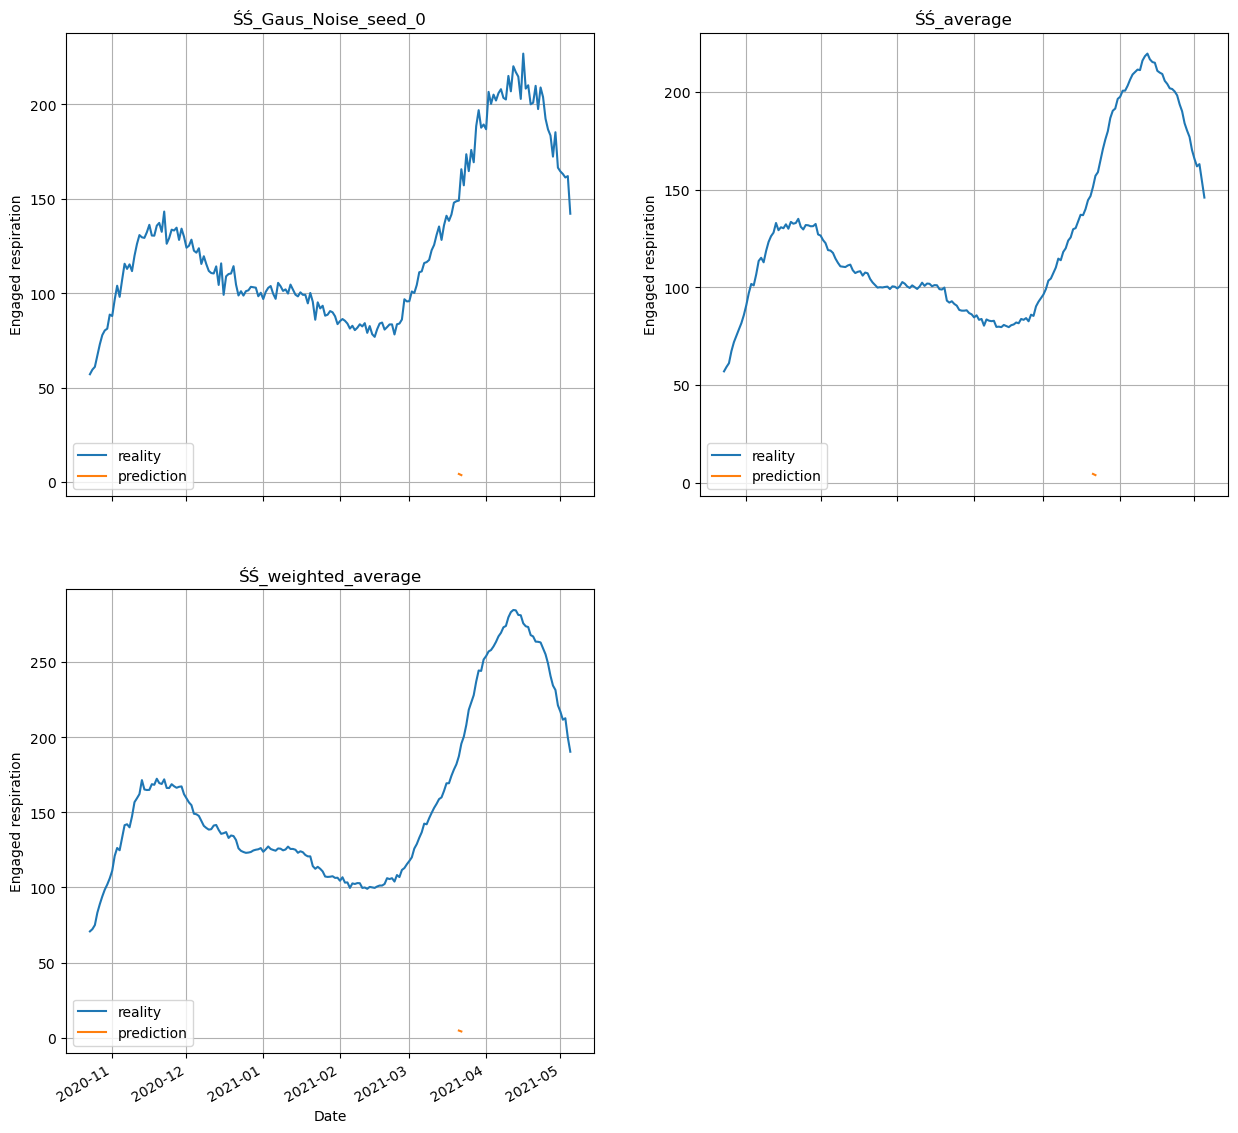 ŚŚ_Gaus_Noise_seed_0
Engaged respiration
200
150
100
50
0
reality
prediction
ŚŚ_average
Engaged respiration
200
150
100
50
0
reality
prediction
ŚŚ_weighted_average
Engaged respiration
250
200
150
100
50
0
reality
prediction
2020-11
2020-12
2021-01
2021-02
2021-03
2021-04
2021-05
Date